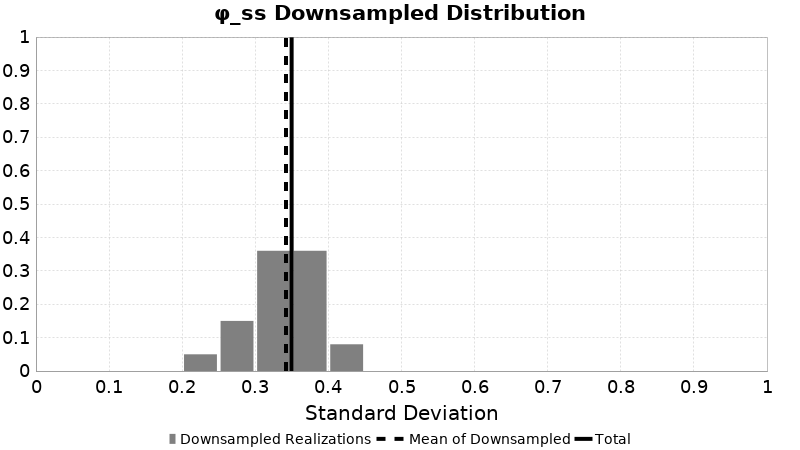 φ_ss Downsampled Distribution
1
0.9
0.8
0.7
0.6
0.5
0.4
0.3
0.2
0.1
0
0 0.1 0.2 0.3 0.4 0.5 0.6 0.7 0.8 0.9 1
Standard Deviation
Downsampled Realizations Mean of Downsampled Total